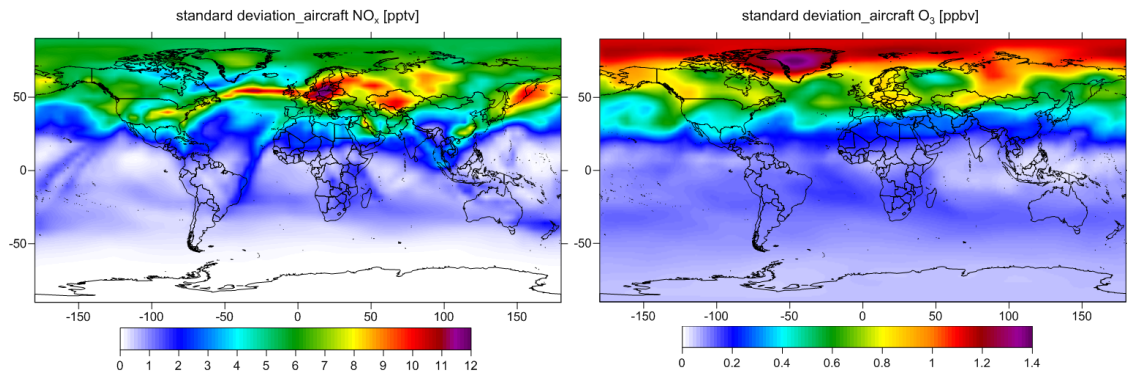 standard deviation_aircraft NOx [pptv]
50
0
-50
-150 -100 -50 0 50 100 150
0 1 2 3 4 5 6 7 8 9 10 11 12
standard deviation_aircraft O3 [ppbv]
50
0
-50
-150 -100 -50 0 50 100 150
0 0.2 0.4 0.6 0.8 1 1.2 1.4